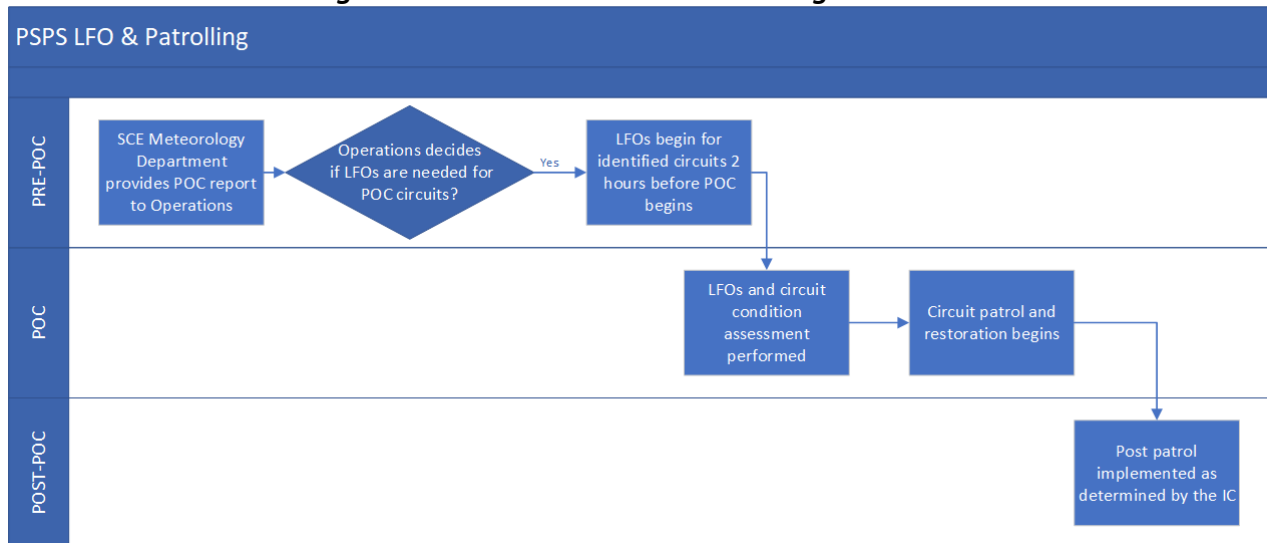 PSPS LFO & Patrolling
PRE-POC
SCE Meteorology
Department
provides POC report
to Operations
Operations decides
if LFOs are needed for
POC circuits?
Yes
LFOs begin for
identified circuits 2
hours before POC
begins
POC
LFOs and circuit
condition
assessment
performed
Circuit patrol and
restoration begins
POST-POC
Post patrol
implemented as
determined by the IC